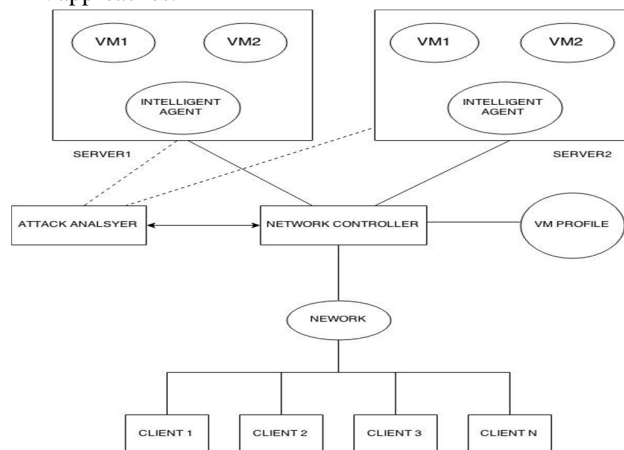 VM1
VM2
INTELLIGENT
AGENT
SERVER1
VM1
VM2
INTELLIGENT
AGENT
SERVER2
ATTACK ANALSYER
NETWORK CONTROLLER
VM PROFILE
NEWORK
CLIENT 1
CLIENT 2
CLIENT 3
CLIENT N